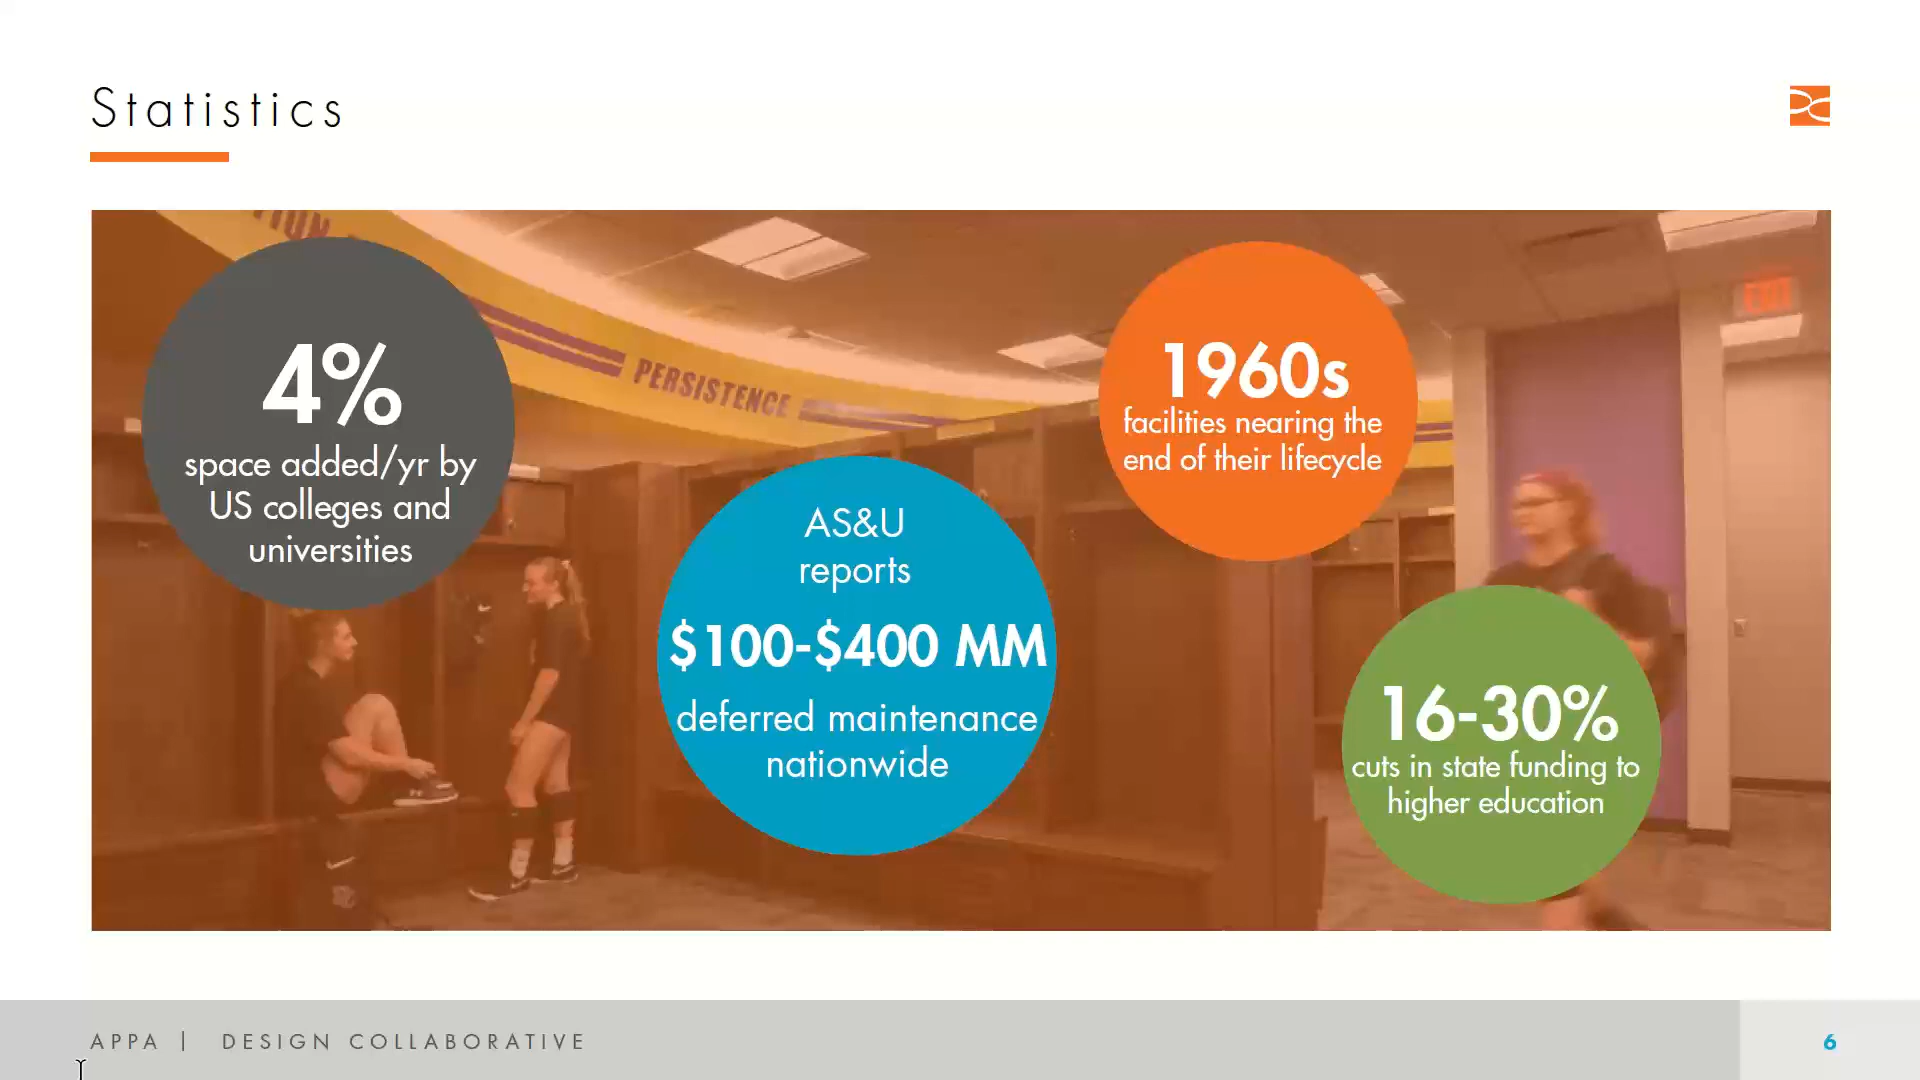 Statistics
PERSISTENCE
EXIT
4%
space added/yr by
US colleges and
universities
AS&U
reports
$100-$400 MM
deferred maintenance
nationwide
1960s
facilities nearing the
end of their lifecycle
16-30%
cuts in state funding to
higher education
APPA | DESIGN COLLABORATIVE
6